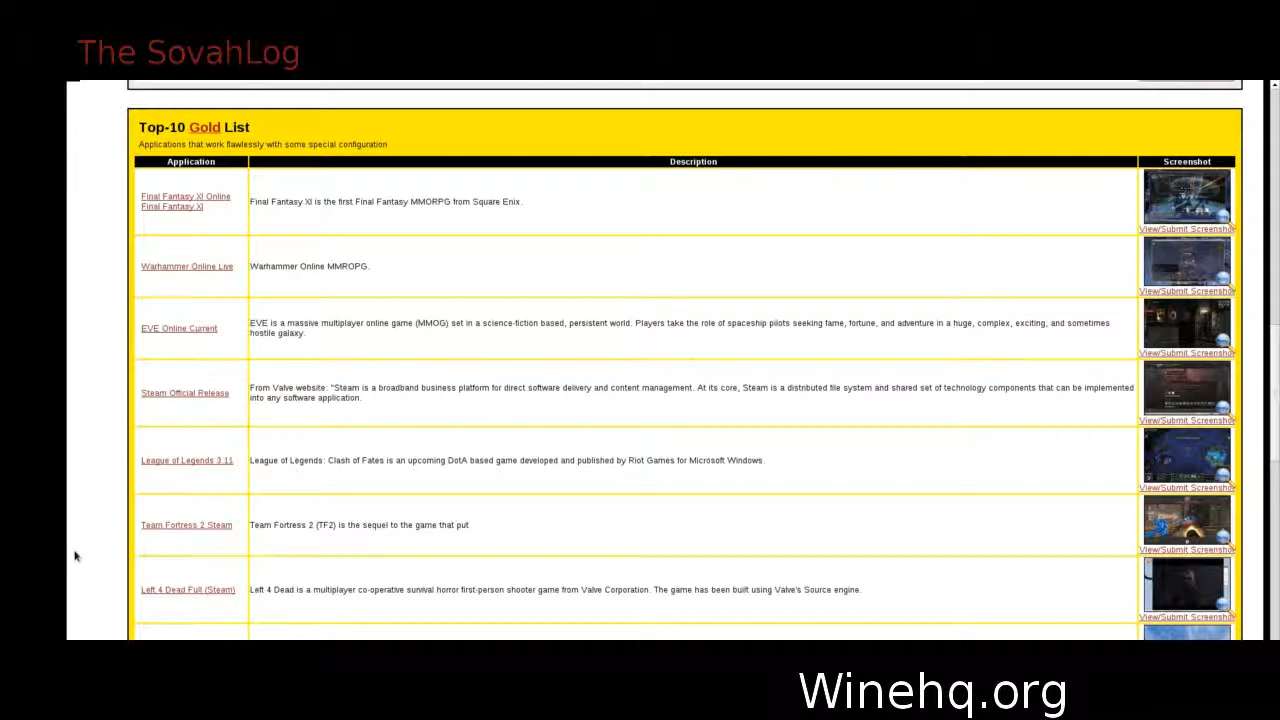 The SovahLog
Top-10 Gold List
Applications that work flawlessly with some special configuration
Application Description Screenshot
Final Fantasy XI Online
Final Fantasy XI
Final Fantasy XI is the first Final Fantasy MMORPG from Square Enix.
View/Submit Screenshot
Warhammer Online Live
Warhammer Online MMROPG.
View/Submit Screenshot
EVE Online Current
EVE is a massive multiplayer online game (MMOG) set in a science-fiction based, persistent world. Players take the role of spaceship pilots seeking fame, fortune, and adventure in a huge, complex, exciting, and sometimes
hostile galaxy.
View/Submit Screenshot
Steam Official Release
From Valve website: "Steam is a broadband business platform for direct software delivery and content management. At its core, Steam is a distributed file system and shared set of technology components that can be implemented
into any software application.
View/Submit Screenshot
League of Legends 3.11
League of Legends: Clash of Fates is an upcoming DotA based game developed and published by Riot Games for Microsoft Windows.
View/Submit Screenshot
Team Fortress 2 Steam
Team Fortress 2 (TF2) is the sequel to the game that put
View/Submit Screenshot
Left 4 Dead Full (Steam)
Left 4 Dead is a multiplayer co-operative survival horror first-person shooter game from Valve Corporation. The game has been built using Valve's Source engine.
View/Submit Screenshot
Winehq.org